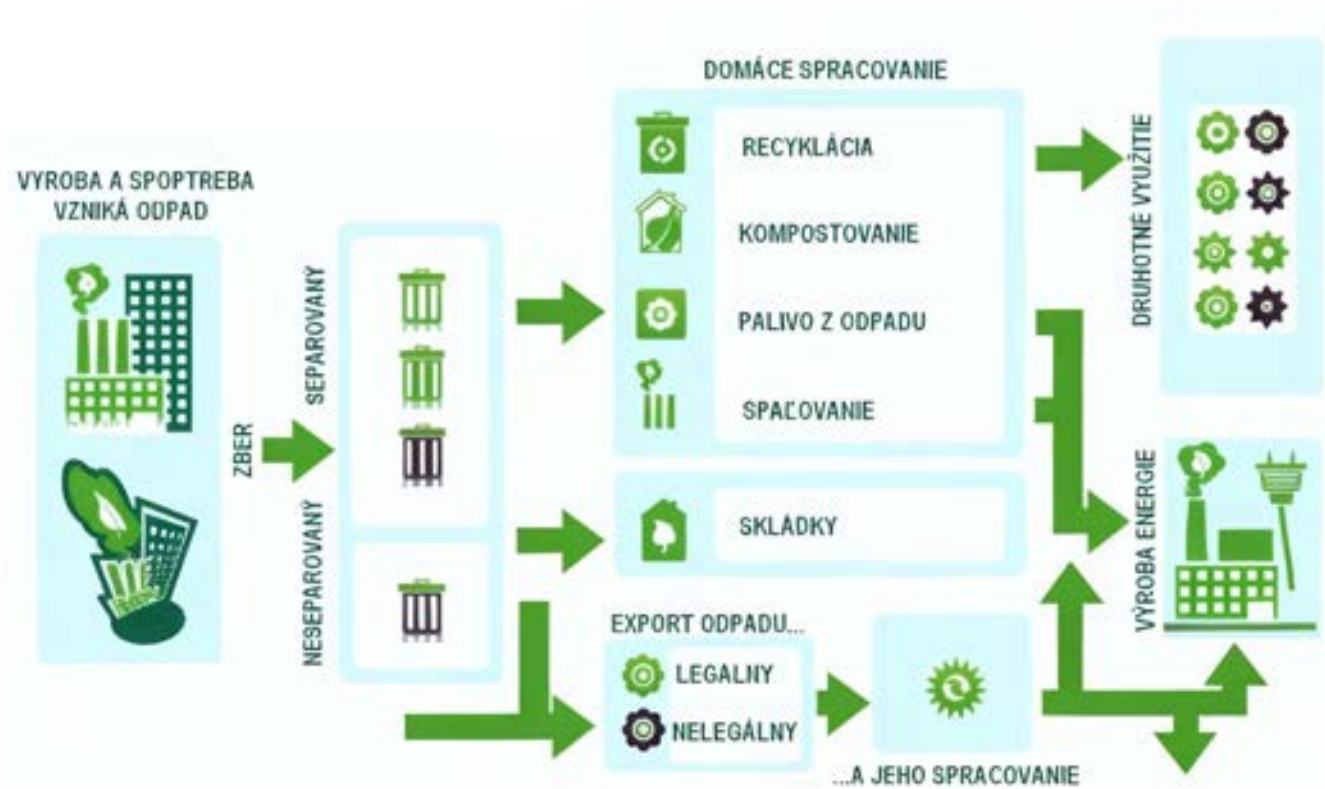 VYROBA A SPOPTREBA
VZNIKÁ ODPAD
ZBER
SEPAROVANÝ
NESEPAROVANÝ
DOMÁCE SPRACOVANIE
RECYKLÁCIA
KOMPOSTOVANIE
PALIVO Z ODPADU
SPAĽOVANIE
SKLÁDKY
EXPORT ODPADU...
LEGALNY
NELEGÁLNY
...A JEHO SPRACOVANIE
DRUHOTNÉ VYUŽITIE
VÝROBA ENERGIE